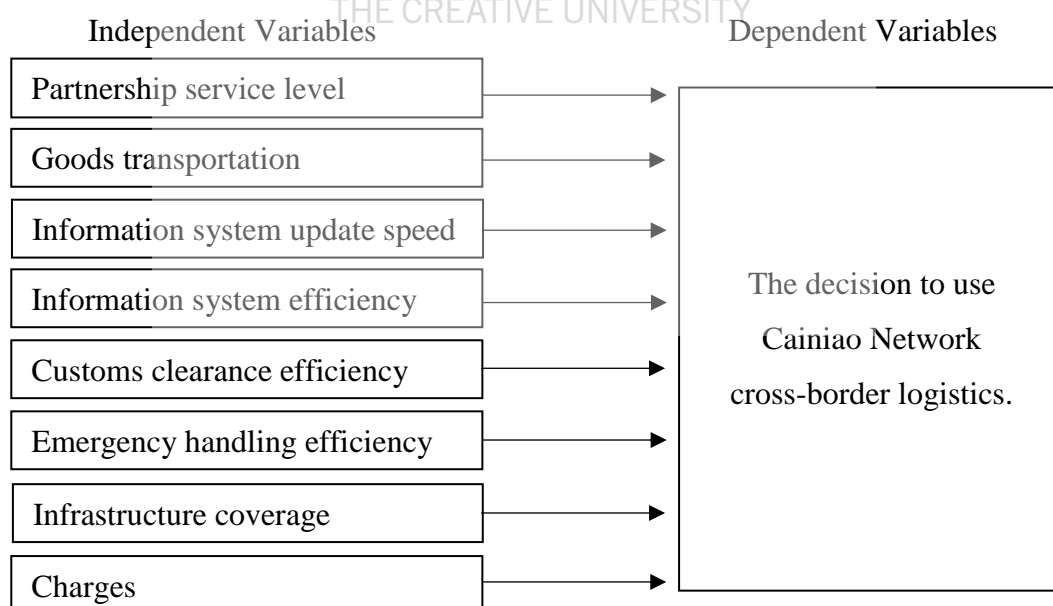 THE CREATIVE UNIVERSITY
Independent Variables
Dependent Variables
Partnership service level
Goods transportation
Information system update speed
Information system efficiency
Customs clearance efficiency
Emergency handling efficiency
Infrastructure coverage
Charges
The decision to use
Cainiao Network
cross-border logistics.